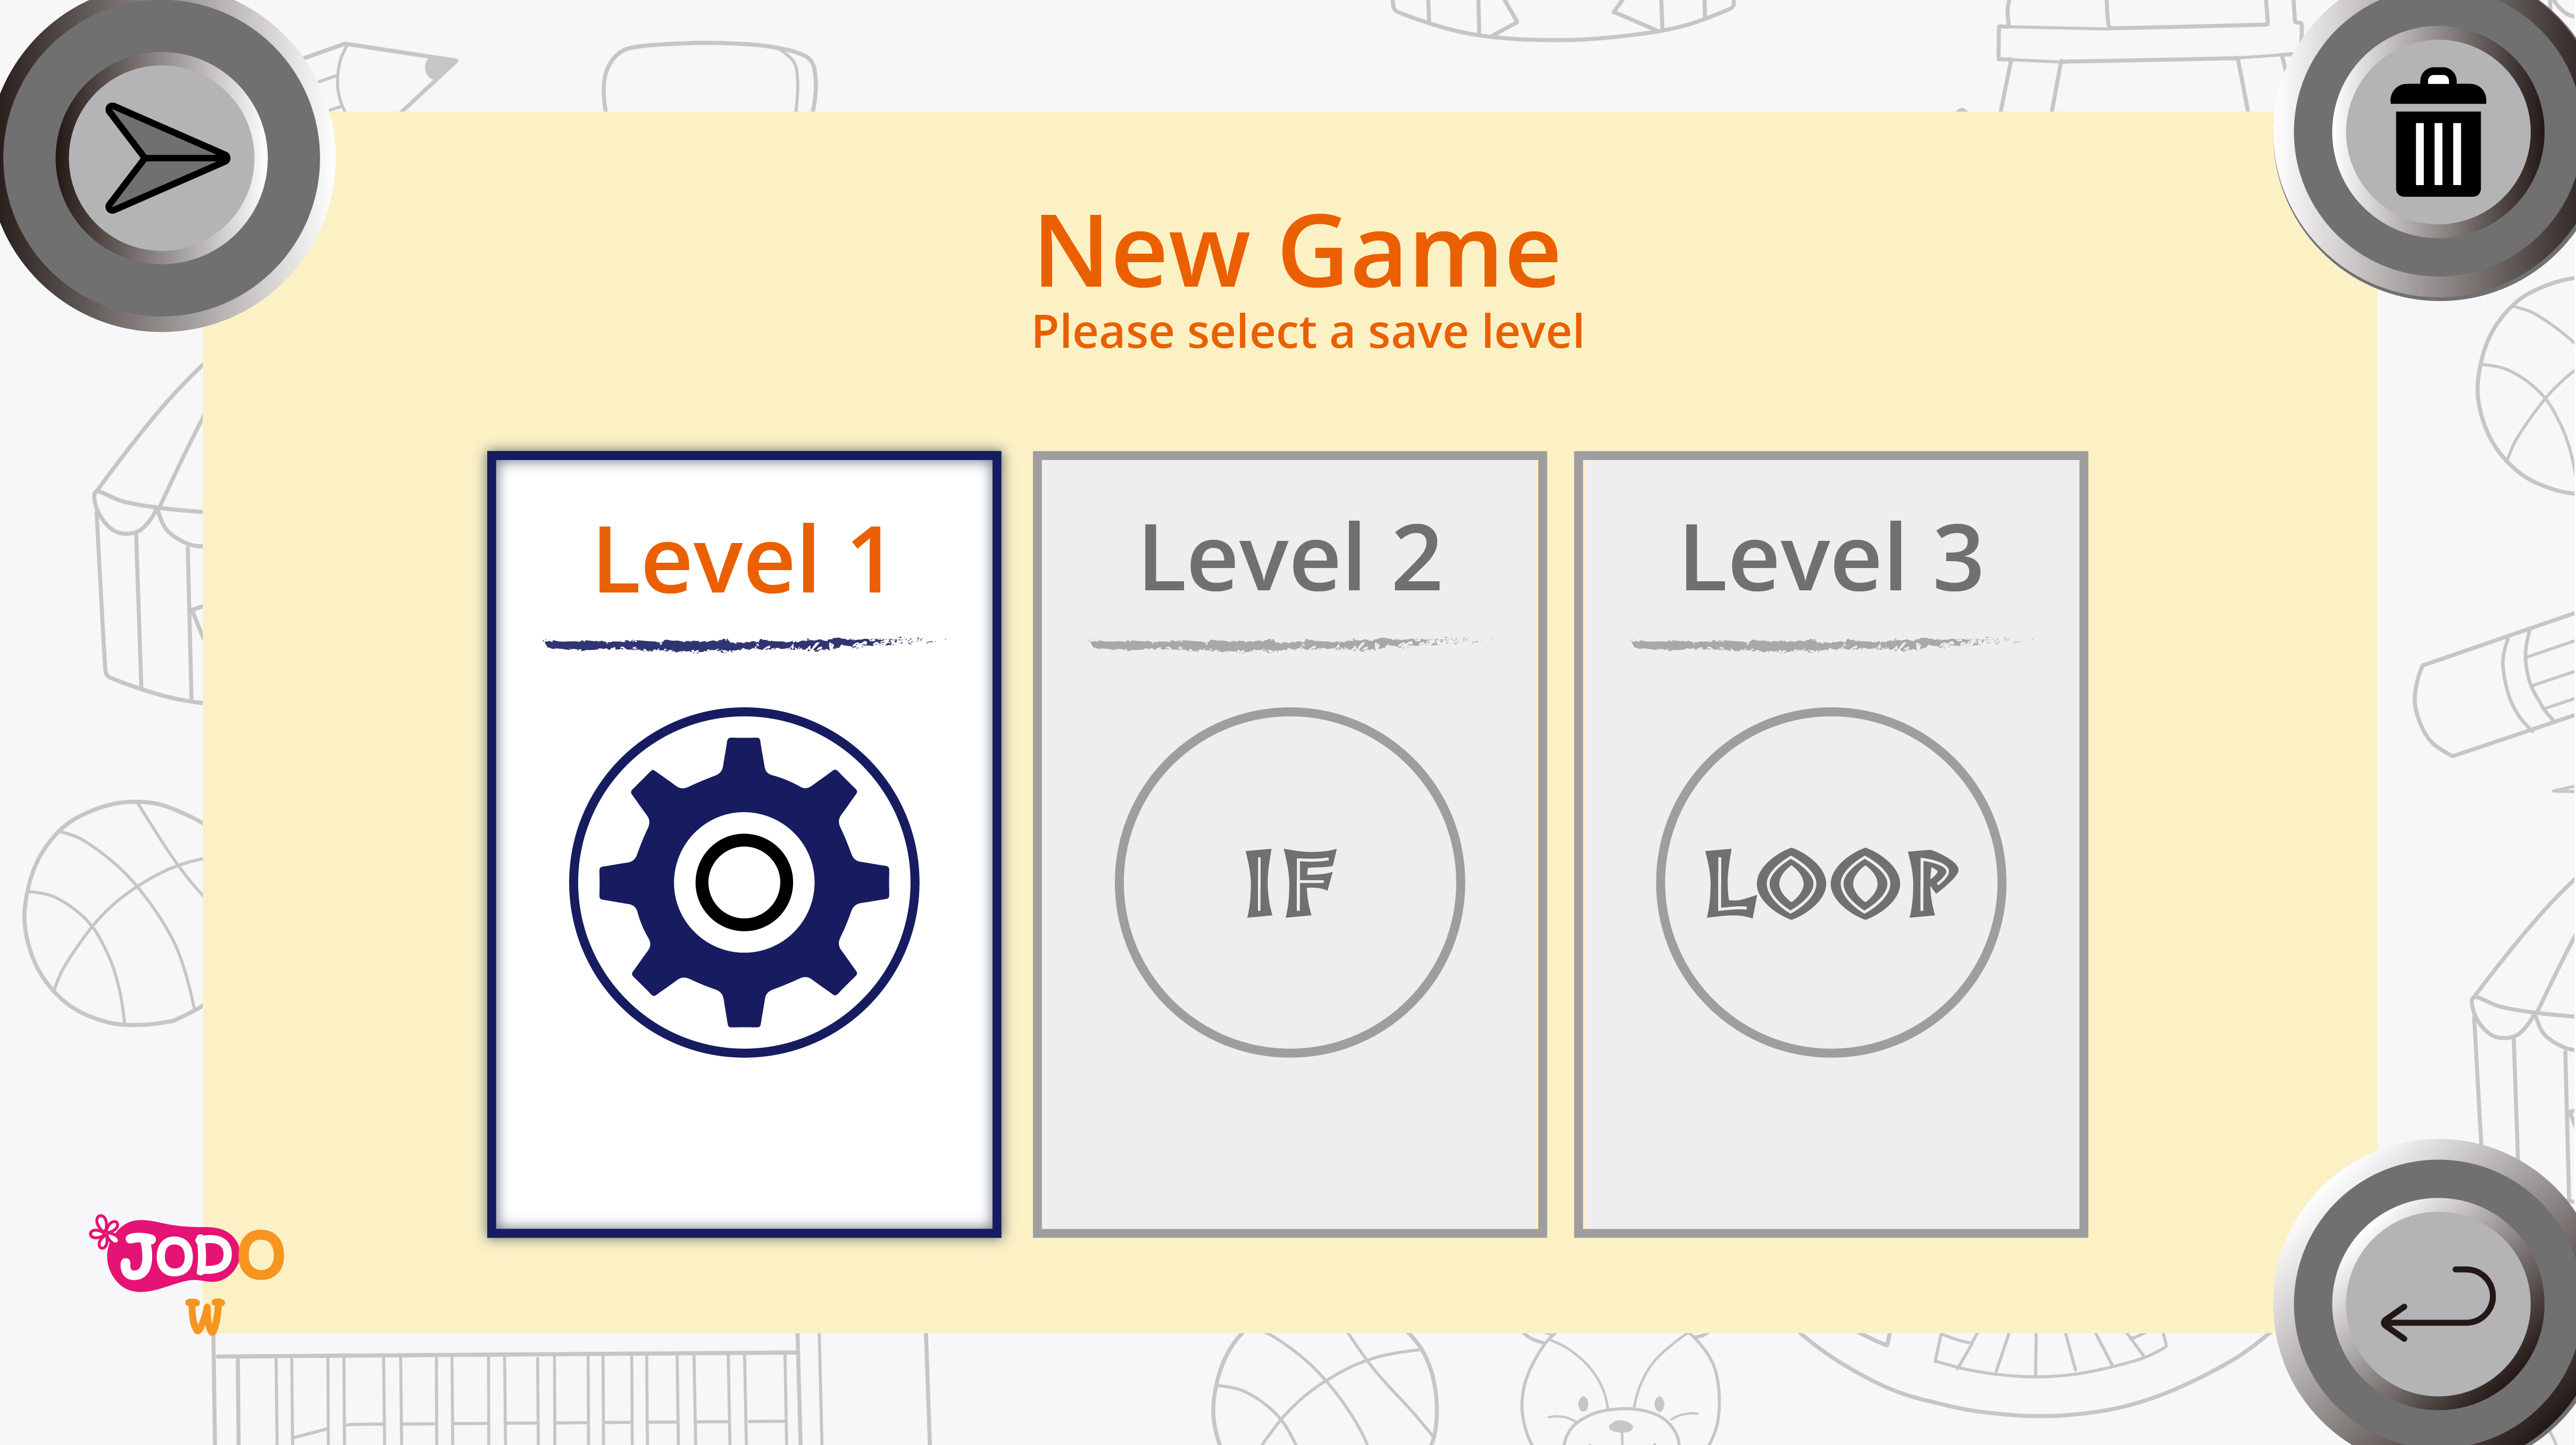 New Game
Please select a save level
Level 1
Level 2
Level 3
IF
LOOP
JODO
W